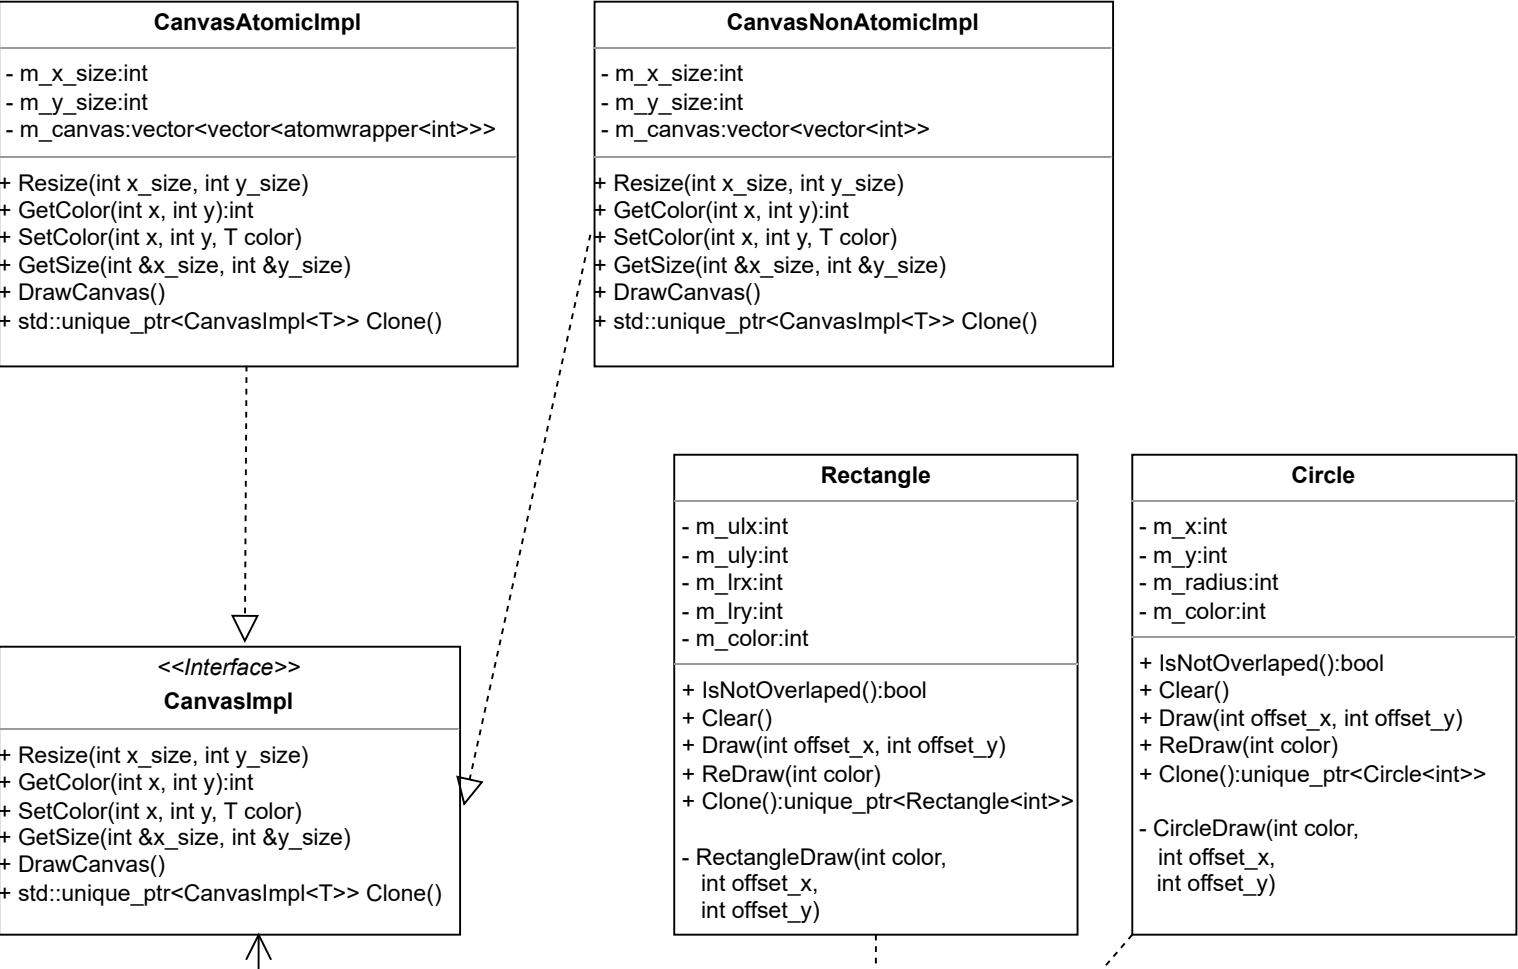 CanvasAtomicImpl
- m_x_size:int
- m_y_size:int
- m_canvas:vector<vector<atomwrapper<int>>>
+ Resize(int x_size, int y_size)
+ GetColor(int x, int y):int
+ SetColor(int x, int y, T color)
+ GetSize(int &x_size, int &y_size)
+ DrawCanvas()
+ std::unique_ptr<CanvasImpl<T>> Clone()
CanvasNonAtomicImpl
- m_x_size:int
- m_y_size:int
- m_canvas:vector<vector<int>>
+ Resize(int x_size, int y_size)
+ GetColor(int x, int y):int
+ SetColor(int x, int y, T color)
+ GetSize(int &x_size, int &y_size)
+ DrawCanvas()
+ std::unique_ptr<CanvasImpl<T>> Clone()
<<Interface>>
CanvasImpl
+ Resize(int x_size, int y_size)
+ GetColor(int x, int y):int
+ SetColor(int x, int y, T color)
+ GetSize(int &x_size, int &y_size)
+ DrawCanvas()
+ std::unique_ptr<CanvasImpl<T>> Clone()
Rectangle
- m_ulx:int
- m_uly:int
- m_lrx:int
- m_lry:int
- m_color:int
+ IsNotOverlaped():bool
+ Clear()
+ Draw(int offset_x, int offset_y)
+ ReDraw(int color)
+ Clone():unique_ptr<Rectangle<int>>
- RectangleDraw(int color,
int offset_x,
int offset_y)
Circle
- m_x:int
- m_y:int
- m_radius:int
- m_color:int
+ IsNotOverlaped():bool
+ Clear()
+ Draw(int offset_x, int offset_y)
+ ReDraw(int color)
+ Clone():unique_ptr<Circle<int>>
- CircleDraw(int color,
int offset_x,
int offset_y)